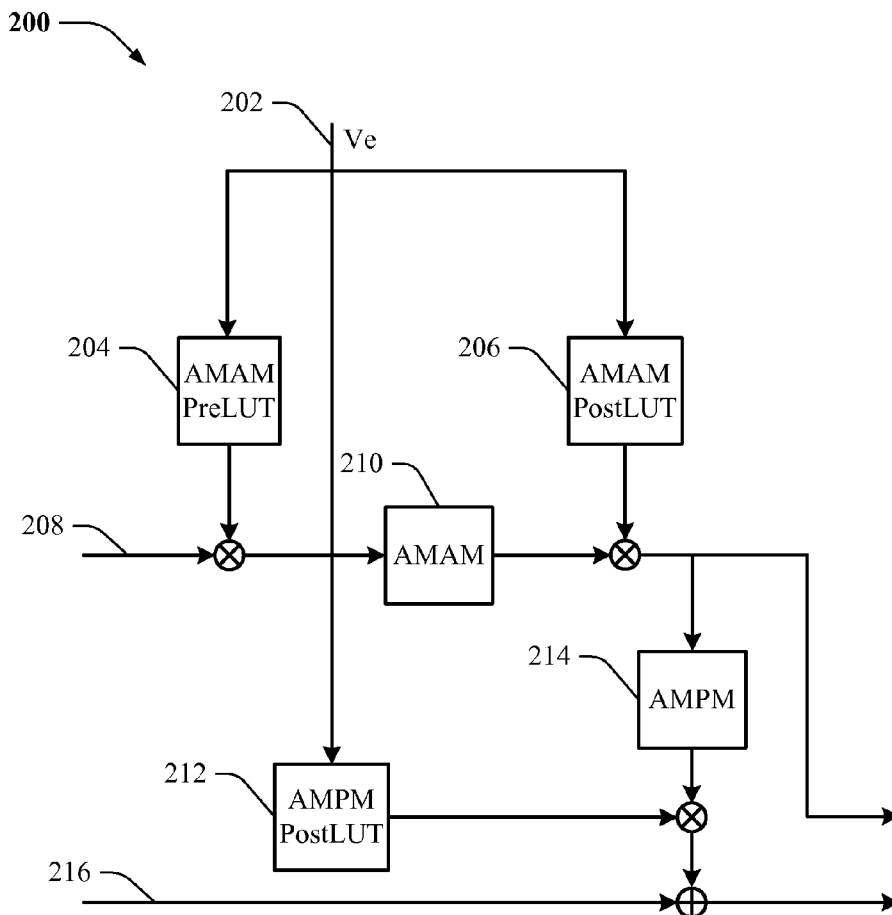 200
202
Ve
204
AMAM
PreLUT
206
AMAM
PostLUT
210
208
AMAM
214
AMPM
212
AMPM
PostLUT
216